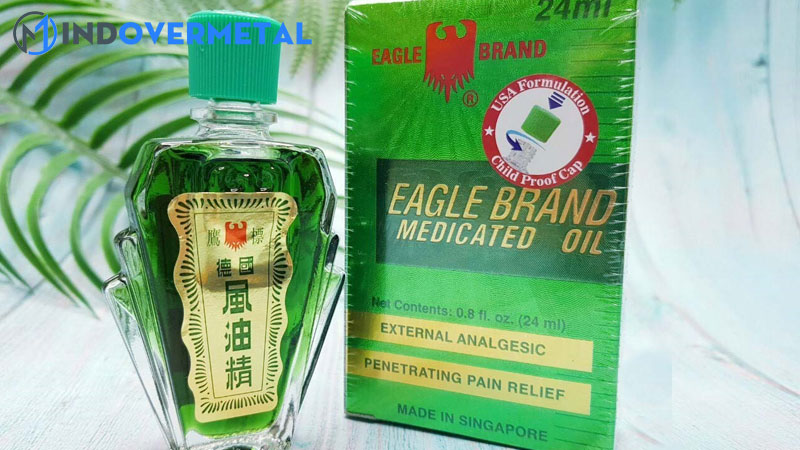 MINDOVERMETAL
鷹 標
德國
風油精
24ml
EAGLE BRAND
®
USA Formulation
Child Proof Cap
EAGLE BRAND
MEDICATED OIL
Net Contents: 0.8 fl. oz. (24 ml)
EXTERNAL ANALGESIC
PENETRATING PAIN RELIEF
MADE IN SINGAPORE